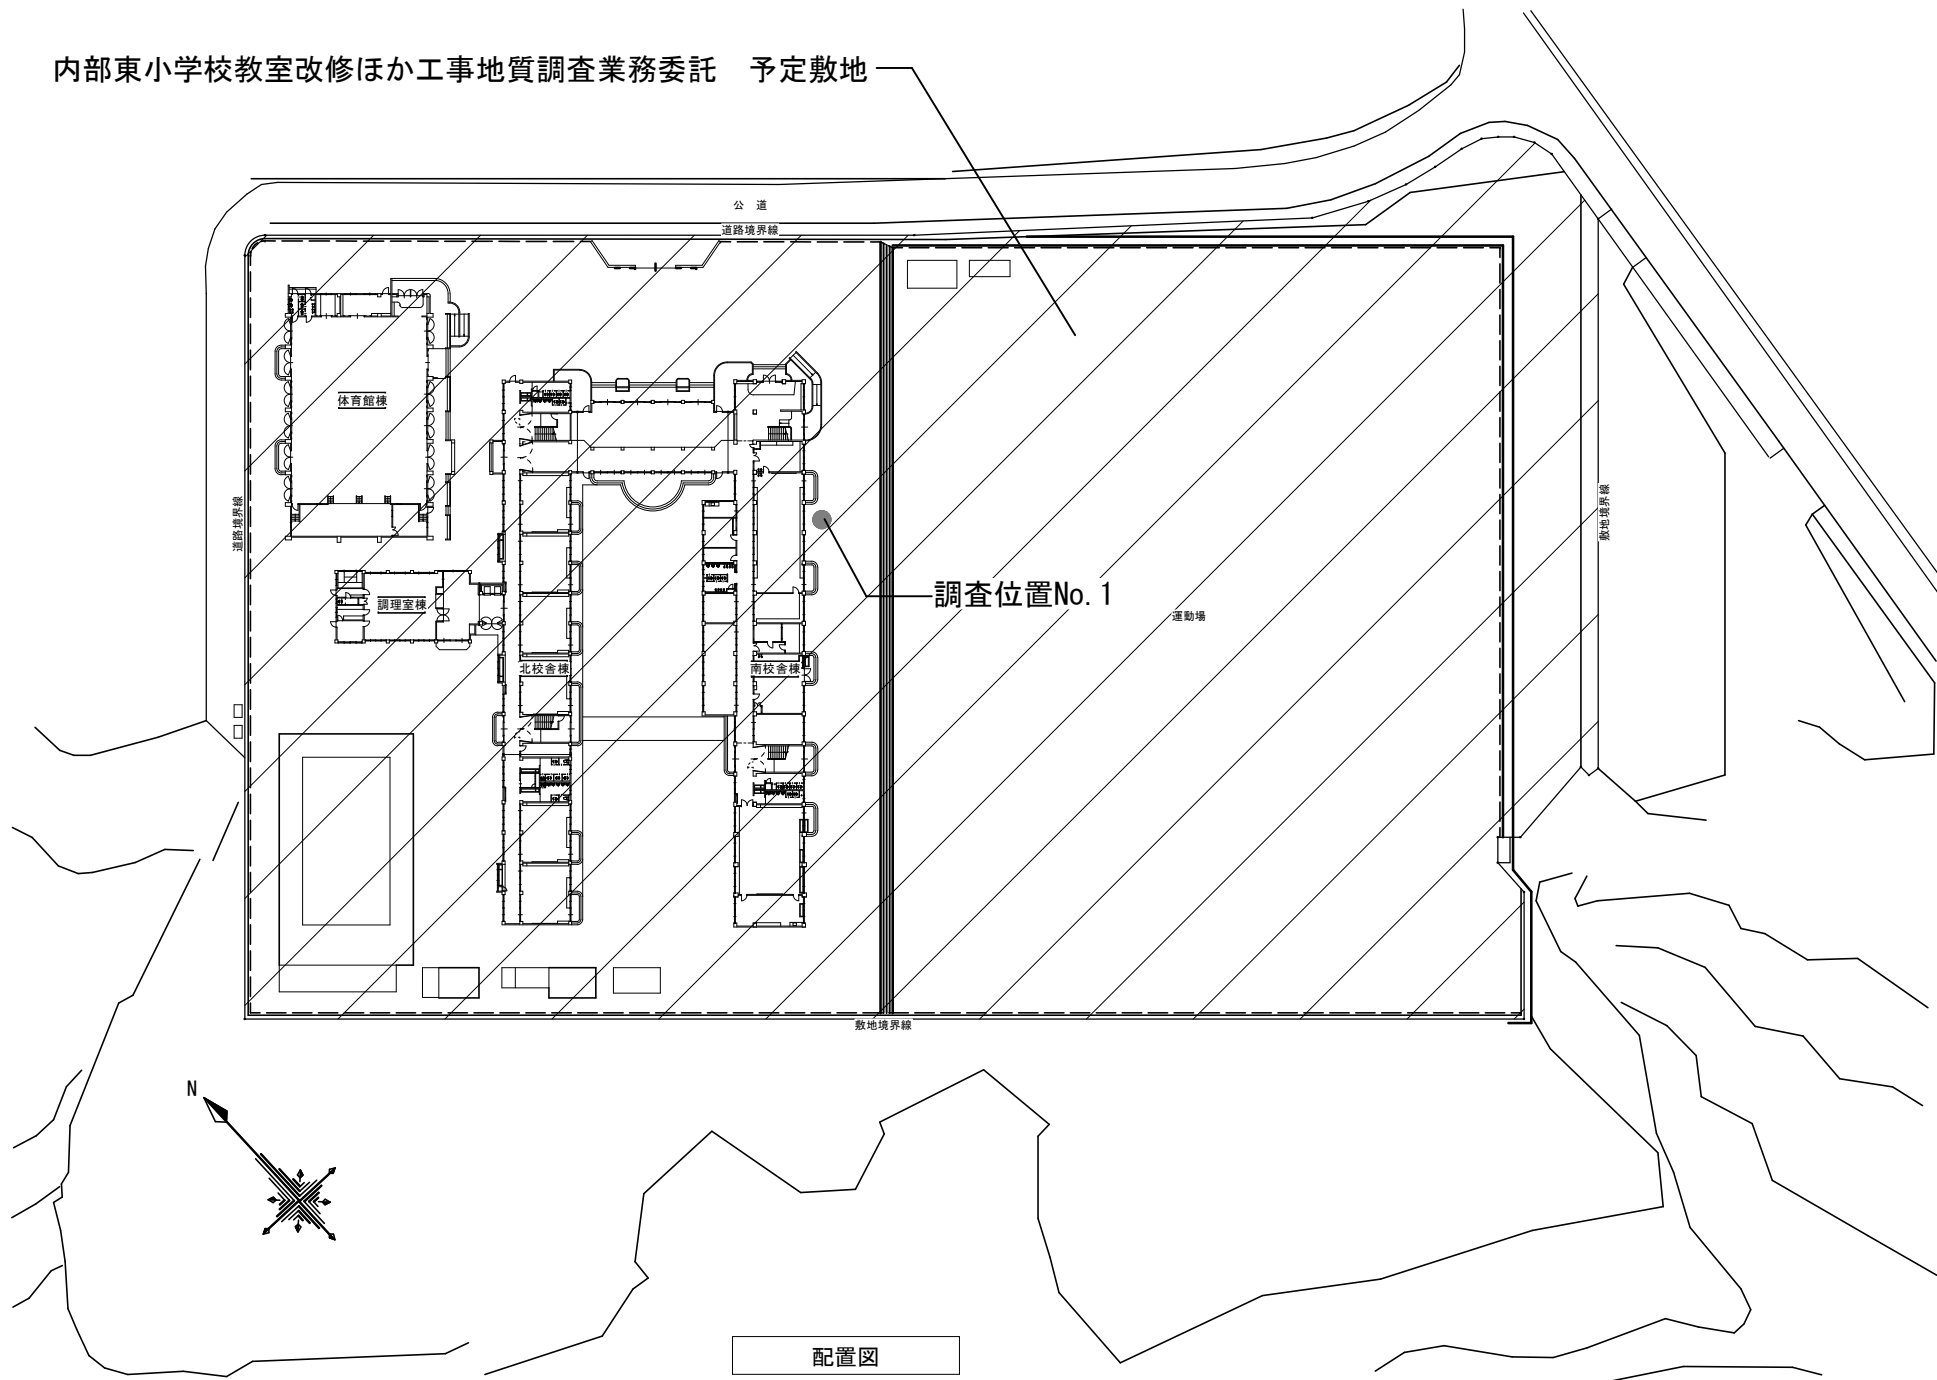 内部東小学校教室改修ほか工事地質調査業務委託　予定敷地
公　道
道路境界線
体育館棟
道路境界線
敷地境界線
調査位置No.1
調理室棟
運動場
北校舎棟
南校舎棟
敷地境界線
N
配置図